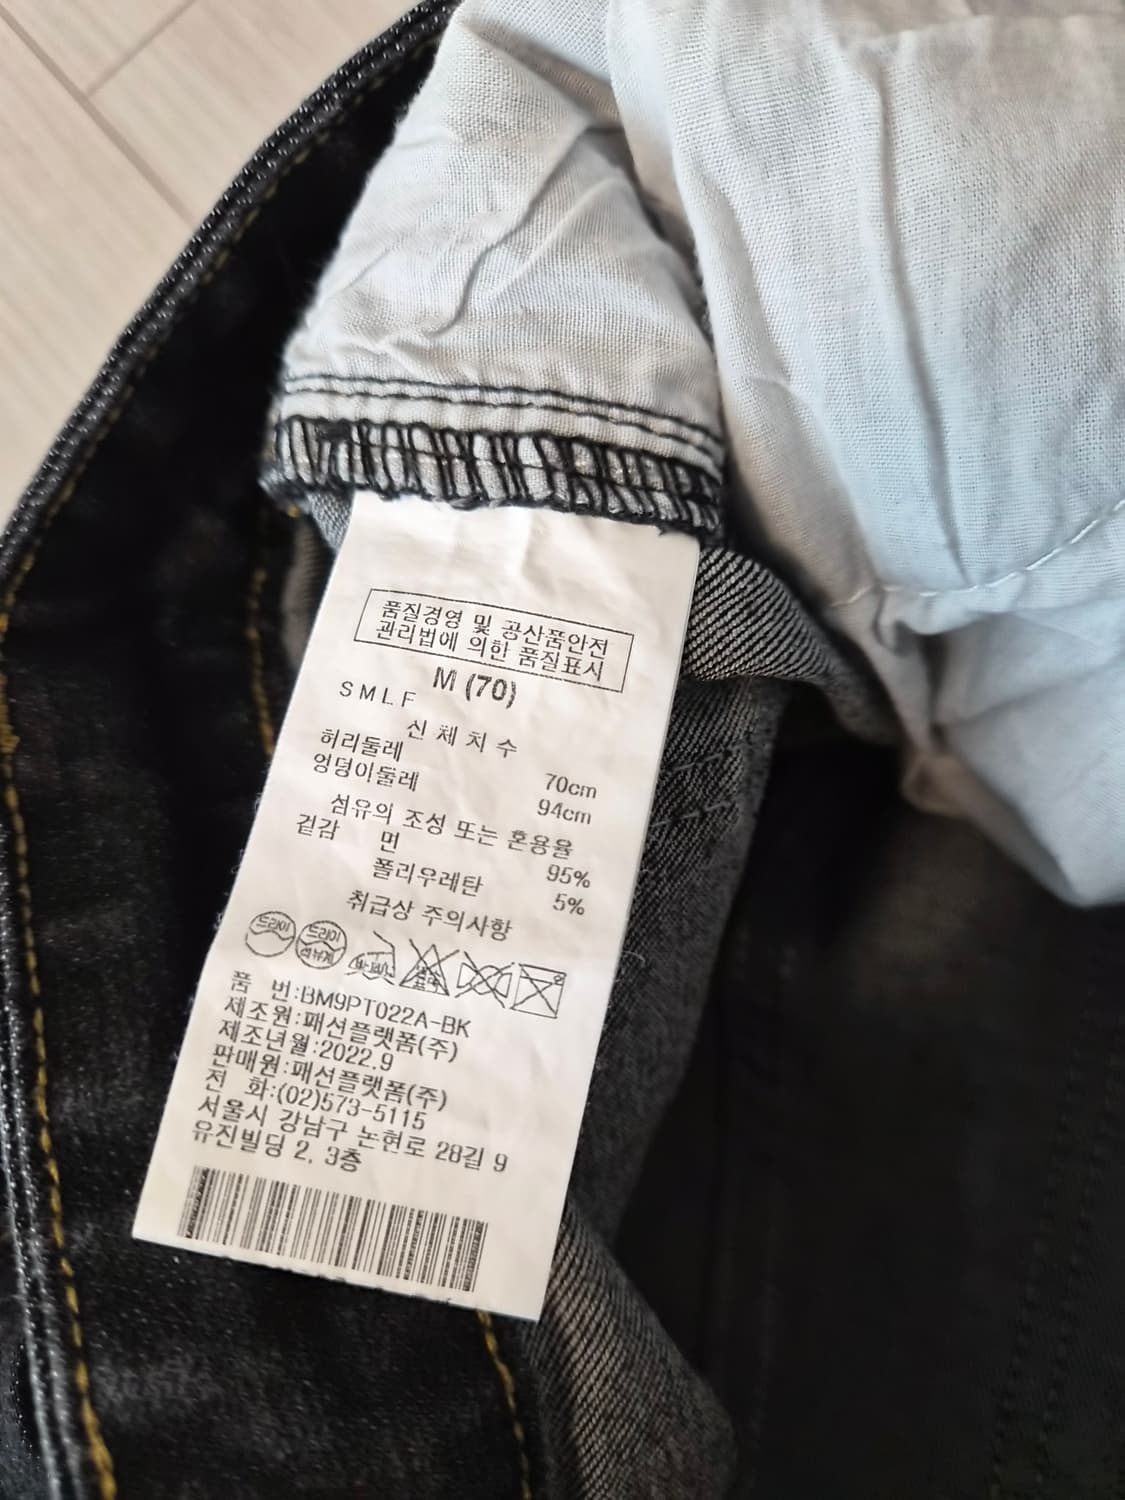 품질경영 및 공산품안전
관리법에 의한 품질표시
M (70)
S M L F
신 체 치 수
허리둘레 70cm
엉덩이둘레 94cm
섬유의 조성 또는 혼용율
겉감 면 95%
폴리우레탄 5%
취급상 주의사항
드라이 드라이
품 번:BM9PT022A-BK
제조원:패션플랫폼(주)
제조년월:2022.9
판매원:패션플랫폼(주)
전 화:(02)573-5115
서울시 강남구 논현로 28길 9
유진빌딩 2, 3층